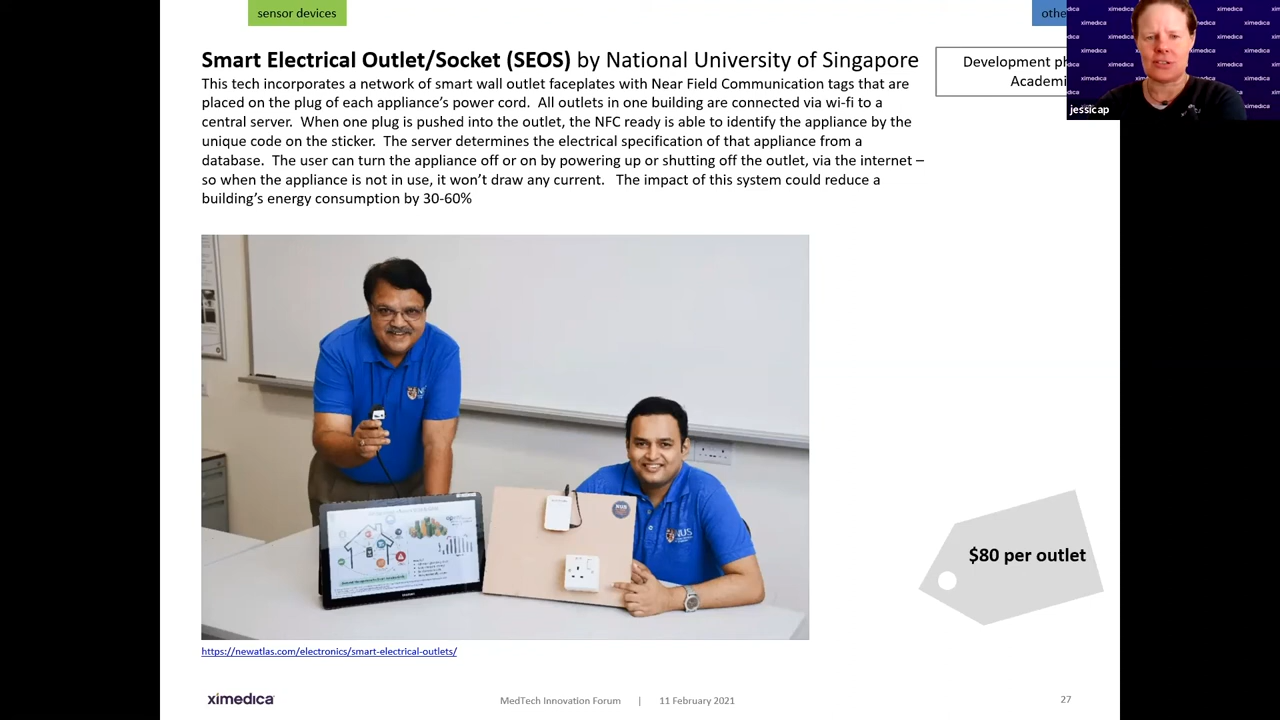 sensor devices
othe
Smart Electrical Outlet/Socket (SEOS) by National University of Singapore
This tech incorporates a network of smart wall outlet faceplates with Near Field Communication tags that are
placed on the plug of each appliance's power cord. All outlets in one building are connected via wi-fi to a
central server. When one plug is pushed into the outlet, the NFC ready is able to identify the appliance by the
unique code on the sticker. The server determines the electrical specification of that appliance from a
database. The user can turn the appliance off or on by powering up or shutting off the outlet, via the internet –
so when the appliance is not in use, it won't draw any current. The impact of this system could reduce a
building's energy consumption by 30-60%
Development ph
Academi
ximedica
jessicap
NUS
$80 per outlet
https://newatlas.com/electronics/smart-electrical-outlets/
ximedica
MedTech Innovation Forum | 11 February 2021
27